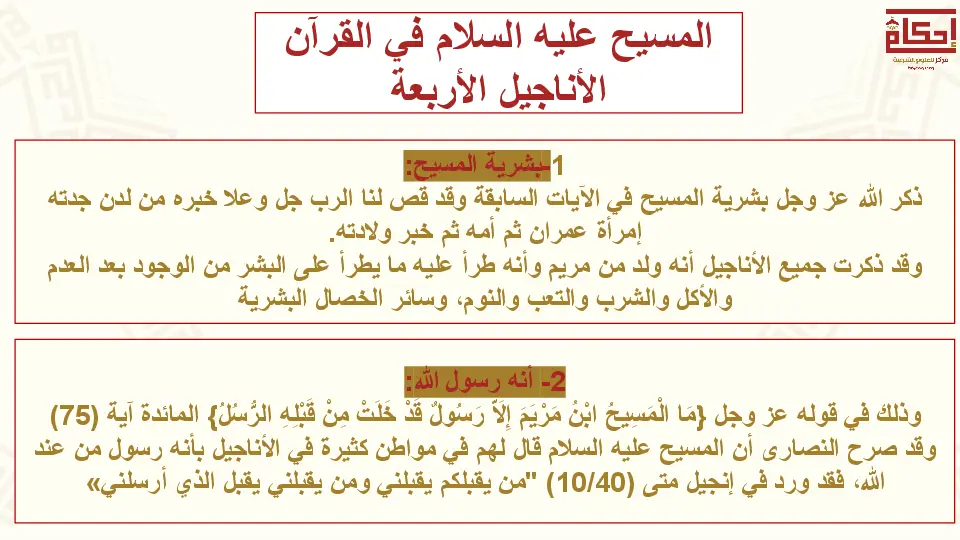 إحكام
مركز للعلوم الشرعية
المسيح عليه السلام في القرآن
الأناجيل الأربعة
1-بشرية المسيح:
ذكر الله عز وجل بشرية المسيح في الآيات السابقة وقد قص لنا الرب جل وعلا خبره من لدن جدته
إمرأة عمران ثم أمه ثم خبر ولادته.
وقد ذكرت جميع الأناجيل أنه ولد من مريم وأنه طرأ عليه ما يطرأ على البشر من الوجود بعد العدم
والأكل والشرب والتعب والنوم، وسائر الخصال البشرية
2- أنه رسول الله:
وذلك في قوله عز وجل {مَا الْمَسِيحُ ابْنُ مَرْيَمَ إِلَّا رَسُولٌ قَدْ خَلَتْ مِنْ قَبْلِهِ الرُّسُلُ} المائدة آية (75)
وقد صرح النصارى أن المسيح عليه السلام قال لهم في مواطن كثيرة في الأناجيل بأنه رسول من عند
الله، فقد ورد في إنجيل متى (10/40) "من يقبلكم يقبلني ومن يقبلني يقبل الذي أرسلني»